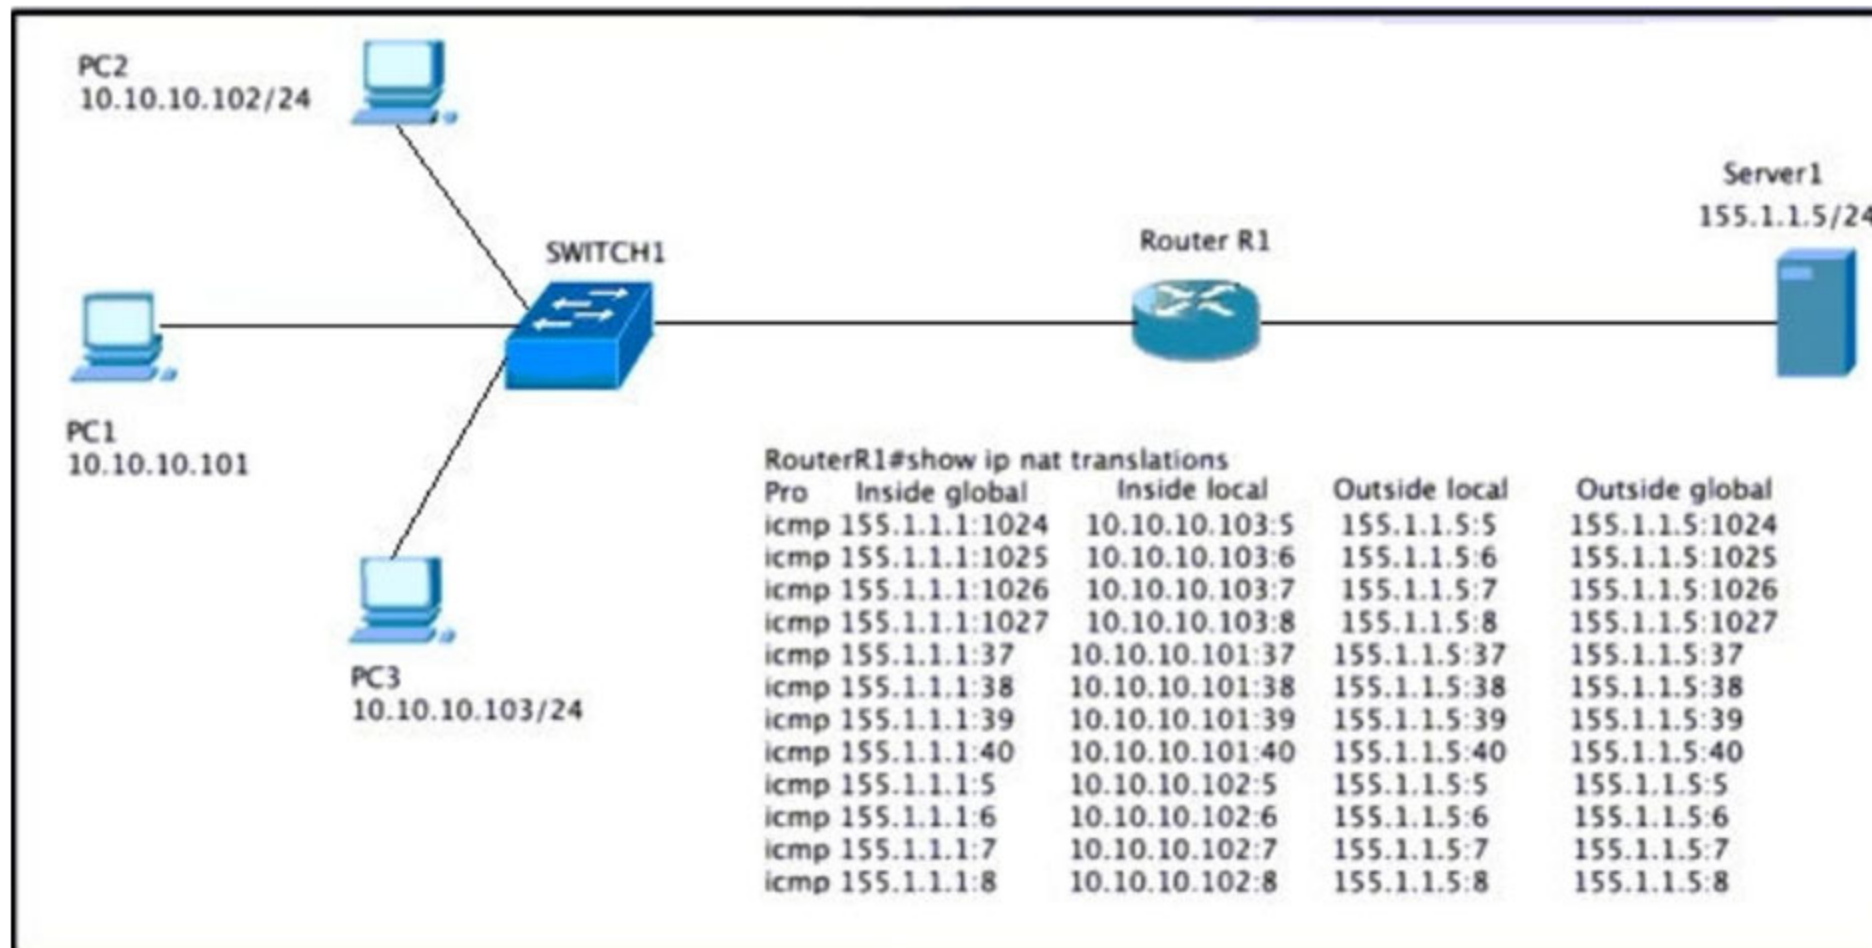 PC2
10.10.10.102/24
Server1
155.1.1.5/24
SWITCH1
Router R1
PC1
10.10.10.101
PC3
10.10.10.103/24
RouterR1#show ip nat translations
Pro Inside global Inside local Outside local Outside global
icmp 155.1.1.1:1024 10.10.10.103:5 155.1.1.5:5 155.1.1.5:1024
icmp 155.1.1.1:1025 10.10.10.103:6 155.1.1.5:6 155.1.1.5:1025
icmp 155.1.1.1:1026 10.10.10.103:7 155.1.1.5:7 155.1.1.5:1026
icmp 155.1.1.1:1027 10.10.10.103:8 155.1.1.5:8 155.1.1.5:1027
icmp 155.1.1.1:37 10.10.10.101:37 155.1.1.5:37 155.1.1.5:37
icmp 155.1.1.1:38 10.10.10.101:38 155.1.1.5:38 155.1.1.5:38
icmp 155.1.1.1:39 10.10.10.101:39 155.1.1.5:39 155.1.1.5:39
icmp 155.1.1.1:40 10.10.10.101:40 155.1.1.5:40 155.1.1.5:40
icmp 155.1.1.1:5 10.10.10.102:5 155.1.1.5:5 155.1.1.5:5
icmp 155.1.1.1:6 10.10.10.102:6 155.1.1.5:6 155.1.1.5:6
icmp 155.1.1.1:7 10.10.10.102:7 155.1.1.5:7 155.1.1.5:7
icmp 155.1.1.1:8 10.10.10.102:8 155.1.1.5:8 155.1.1.5:8